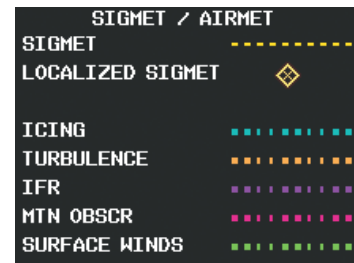 SIGMET / AIRMET
SIGMET
LOCALIZED SIGMET
ICING
TURBULENCE
IFR
MTN OBSCR
SURFACE WINDS